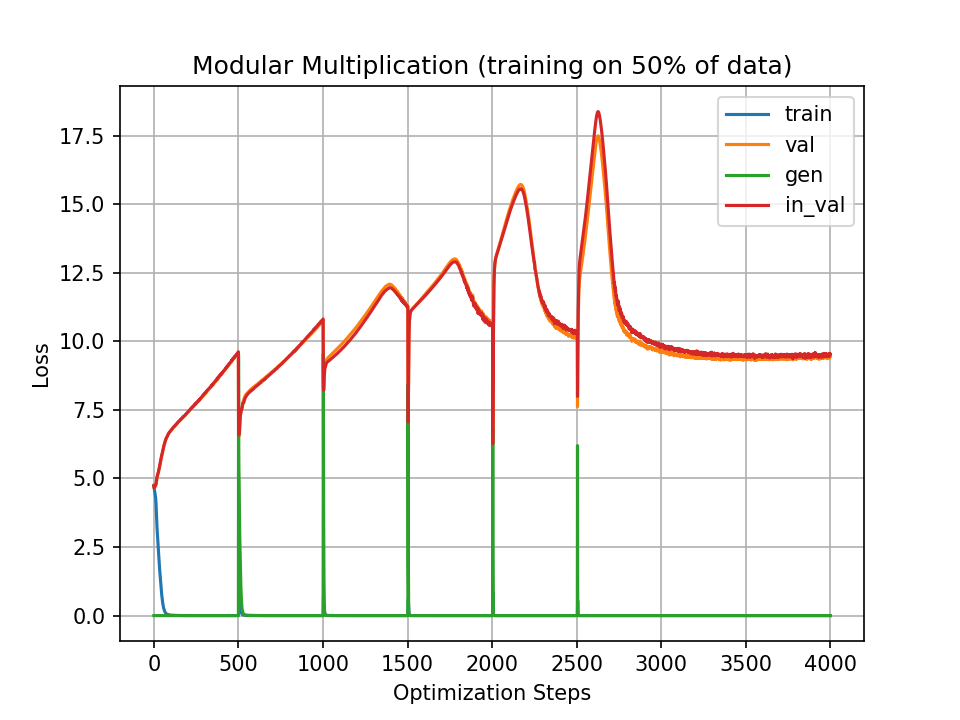 Modular Multiplication (training on 50% of data)
train
val
gen
in_val
17.5
15.0
12.5
10.0
7.5
5.0
2.5
0.0
Loss
0 500 1000 1500 2000 2500 3000 3500 4000
Optimization Steps